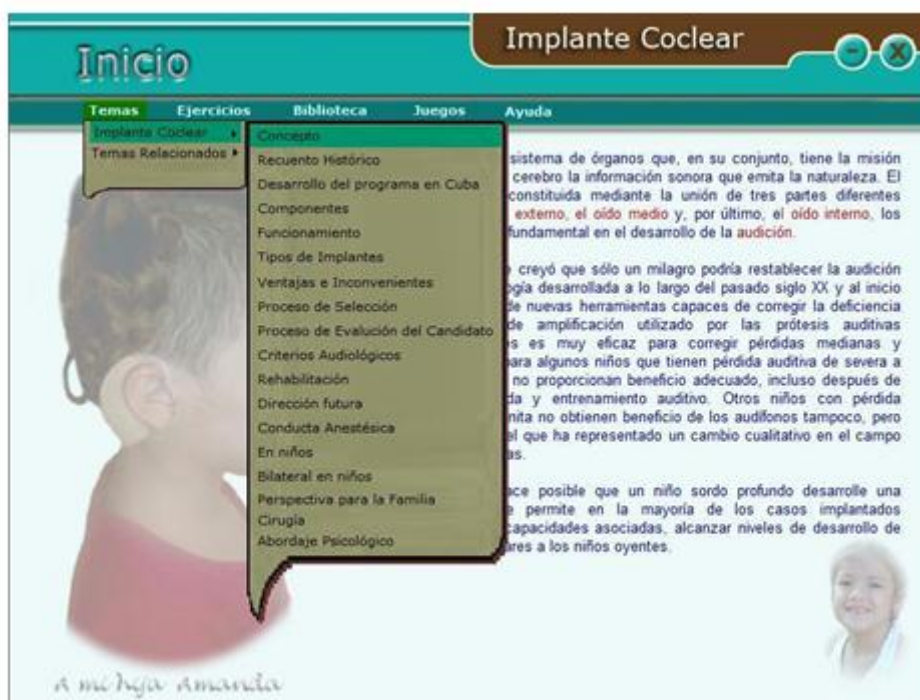 Implante Coclear
Inicio
Temas Ejercicios Biblioteca Juegos Ayuda
Implante Coclear
Temas Relacionados
Concepto
Recuento Histórico
Desarrollo del programa en Cuba
Componentes
Funcionamiento
Tipos de Implantes
Ventajas e Inconvenientes
Proceso de Selección
Proceso de Evalución del Candidato
Criterios Audiológicos
Rehabilitación
Dirección futura
Conducta Anestésica
En niños
Bilateral en niños
Perspectiva para la Familia
Cirugía
Abordaje Psicológico
sistema de órganos que, en su conjunto, tiene la misión
cerebro la información sonora que emita la naturaleza. El
constituida mediante la unión de tres partes diferentes
externo, el oído medio y, por último, el oído interno, los
fundamental en el desarrollo de la audición.
creyó que sólo un milagro podría restablecer la audición
desarrollada a lo largo del pasado siglo XX y al inicio
de nuevas herramientas capaces de corregir la deficiencia
de amplificación utilizado por las prótesis auditivas
es muy eficaz para corregir pérdidas medianas y
para algunos niños que tienen pérdida auditiva de severa a
no proporcionan beneficio adecuado, incluso después de
y entrenamiento auditivo. Otros niños con pérdida
no obtienen beneficio de los audífonos tampoco, pero
el que ha representado un cambio cualitativo en el campo
posible que un niño sordo profundo desarrolle una
permite en la mayoría de los casos implantados
capacidades asociadas, alcanzar niveles de desarrollo de
a los niños oyentes.
a mi hija amanda